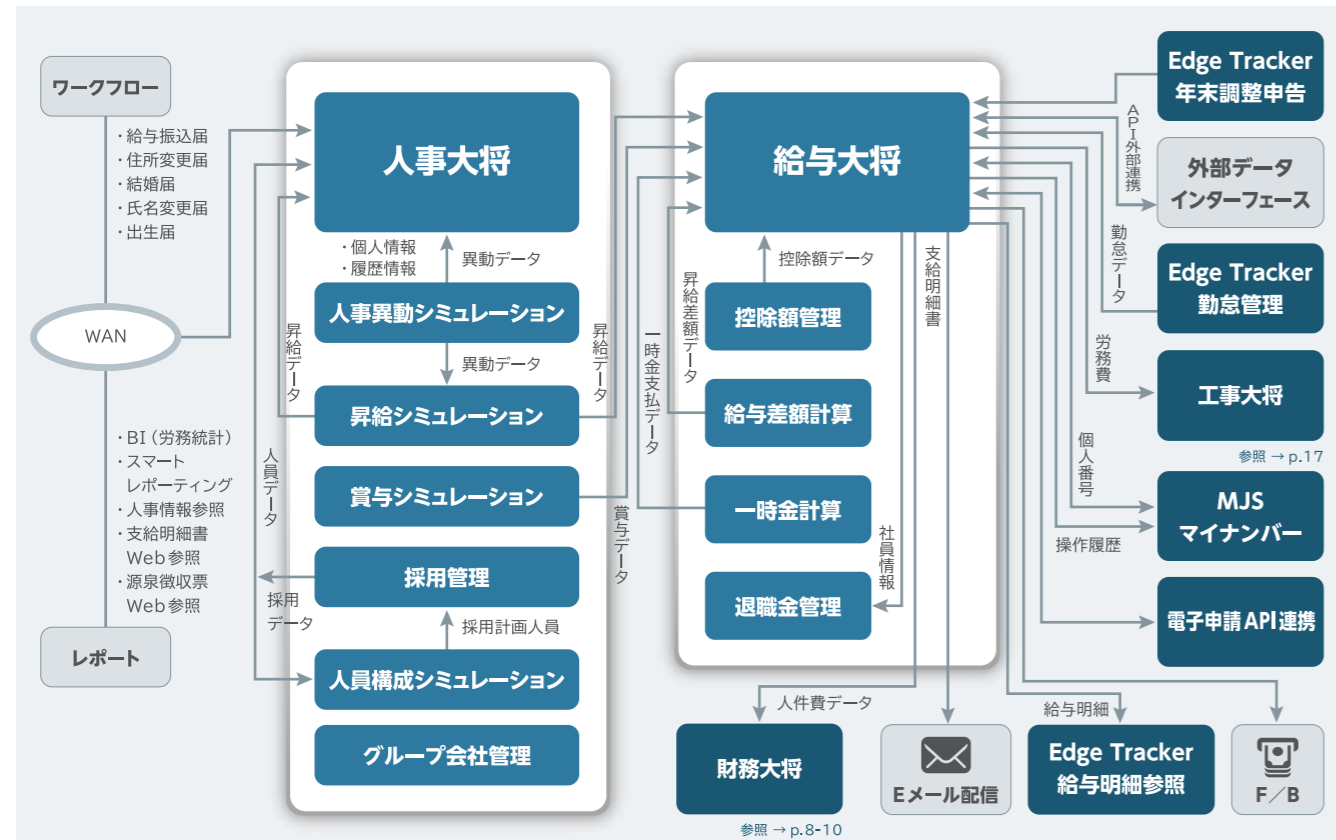 ワークフロー
・給与振込届
・住所変更届
・結婚届
・氏名変更届
・出生届
WAN
・BI（労務統計）
・スマート
レポーティング
・人事情報参照
・支給明細書
Web参照
・源泉徴収票
Web参照
レポート
人事大将
・個人情報
・履歴情報
異動データ
人事異動シミュレーション
異動データ
昇給データ
昇給シミュレーション
昇給データ
人員データ
賞与シミュレーション
賞与データ
採用管理
採用
データ
採用計画人員
人員構成シミュレーション
グループ会社管理
給与大将
控除額データ
支給明細書
昇給差額データ
一時金支払データ
控除額管理
給与差額計算
一時金計算
社員情報
退職金管理
Edge Tracker
年末調整申告
API外部連携
外部データ
インターフェース
勤怠データ
Edge Tracker
勤怠管理
労務費
工事大将
参照 → p.17
個人番号
MJS
マイナンバー
操作履歴
電子申請API連携
人件費データ
財務大将
参照 → p.8-10
Eメール配信
給与明細
Edge Tracker
給与明細参照
F／B